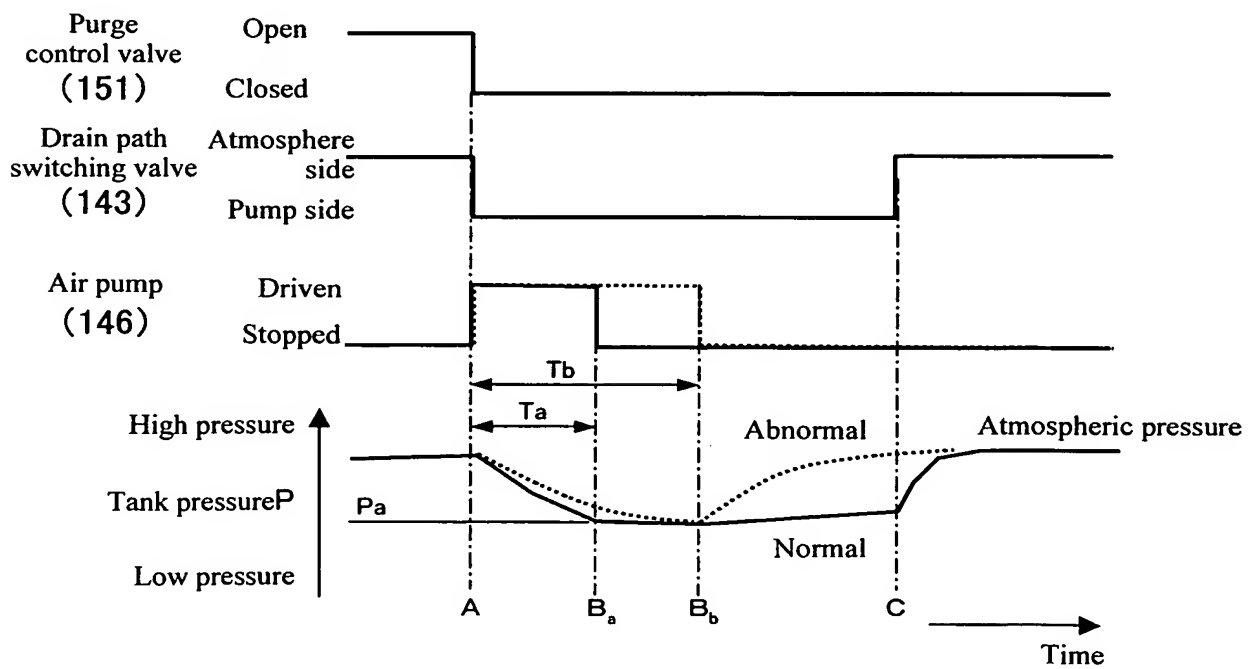 Purge
control valve
(151)
Open
Closed
Drain path
switching valve
(143)
Atmosphere
side
Pump side
Air pump
(146)
Driven
Stopped
Tb
Ta
High pressure
Abnormal
Atmospheric pressure
Tank pressureP
Pa
Normal
Low pressure
A
Ba
Bb
C
Time